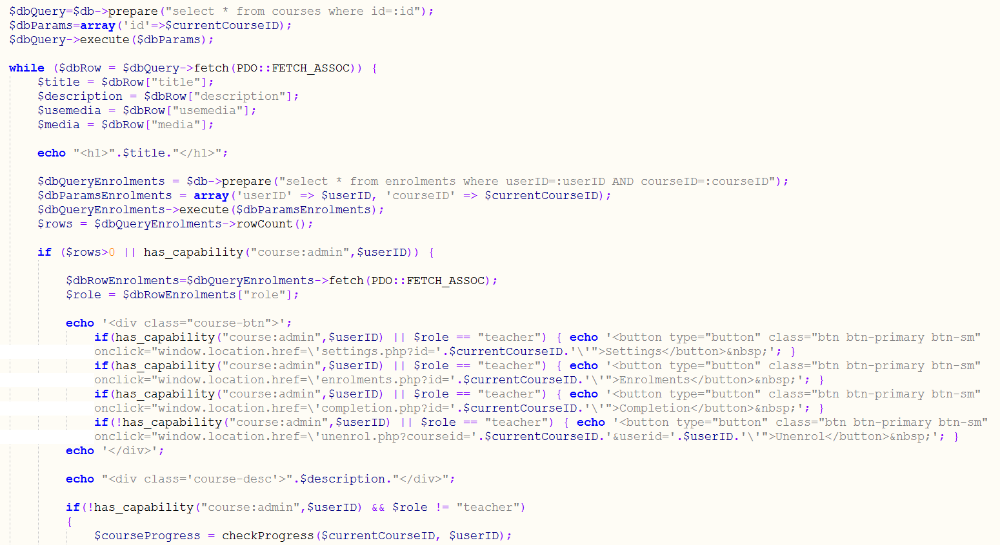 $dbQuery=$db->prepare("select * from courses where id=:id");
$dbParams=array('id'=>$currentCourseID);
$dbQuery->execute($dbParams);
while ($dbRow = $dbQuery->fetch(PDO::FETCH_ASSOC)) {
$title = $dbRow["title"];
$description = $dbRow["description"];
$usemedia = $dbRow["usemedia"];
$media = $dbRow["media"];
echo "<h1>".$title."</h1>";
$dbQueryEnrolments = $db->prepare("select * from enrolments where userID=:userID AND courseID=:courseID");
$dbParamsEnrolments = array('userID' => $userID, 'courseID' => $currentCourseID);
$dbQueryEnrolments->execute($dbParamsEnrolments);
$rows = $dbQueryEnrolments->rowCount();
if ($rows>0 || has_capability("course:admin",$userID)) {
$dbRowEnrolments=$dbQueryEnrolments->fetch(PDO::FETCH_ASSOC);
$role = $dbRowEnrolments["role"];
echo '<div class="course-btn">';
if(has_capability("course:admin",$userID) || $role == "teacher") { echo '<button type="button" class="btn btn-primary btn-sm"
onclick="window.location.href=\'settings.php?id='.$currentCourseID.'\'">Settings</button>&nbsp;'; }
if(has_capability("course:admin",$userID) || $role == "teacher") { echo '<button type="button" class="btn btn-primary btn-sm"
onclick="window.location.href=\'enrolments.php?id='.$currentCourseID.'\'">Enrolments</button>&nbsp;'; }
if(has_capability("course:admin",$userID) || $role == "teacher") { echo '<button type="button" class="btn btn-primary btn-sm"
onclick="window.location.href=\'completion.php?id='.$currentCourseID.'\'">Completion</button>&nbsp;'; }
if(!has_capability("course:admin",$userID) || $role == "teacher") { echo '<button type="button" class="btn btn-primary btn-sm"
onclick="window.location.href=\'unenrol.php?courseid='.$currentCourseID.'&userid='.$userID.'\'">Unenrol</button>&nbsp;'; }
echo '</div>';
echo "<div class='course-desc'>".$description."</div>";
if(!has_capability("course:admin",$userID) && $role != "teacher")
{
$courseProgress = checkProgress($currentCourseID, $userID);